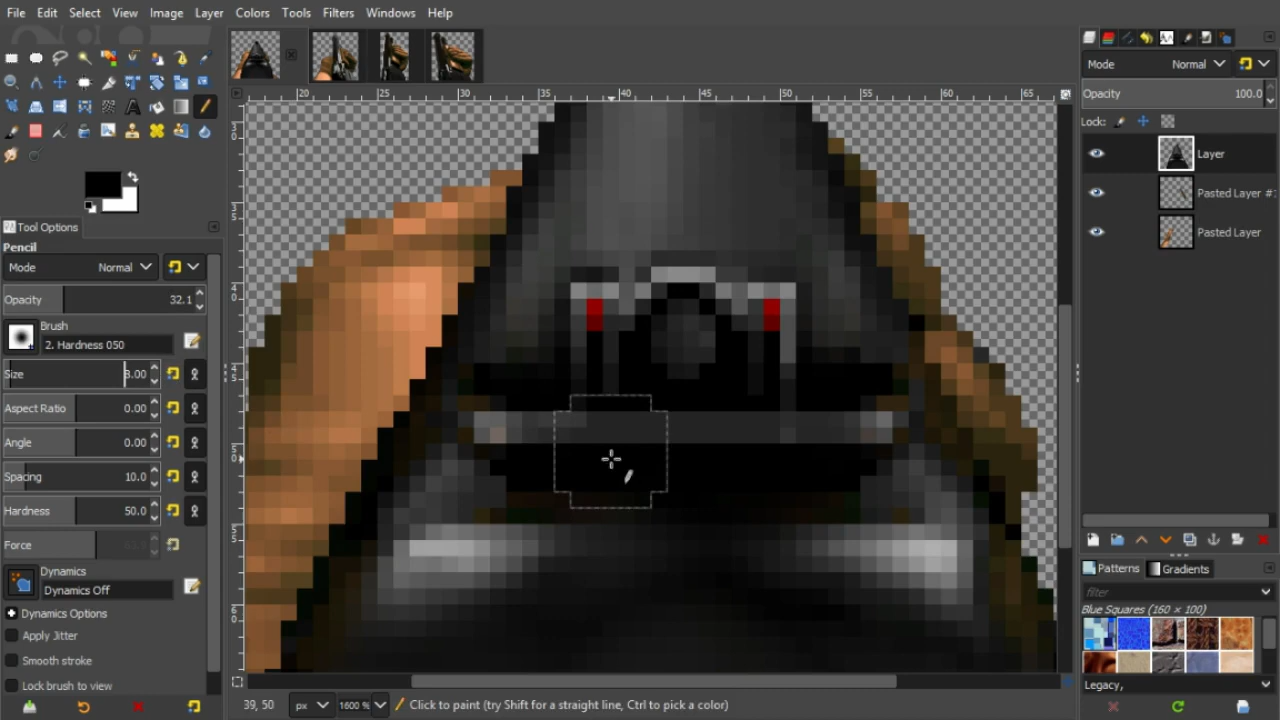 File Edit Select View Image Layer Colors Tools Filters Windows Help
20 30 35 40 45 50 55 60 65
Tool Options
Pencil
Mode Normal
Opacity 32.1
Brush
2. Hardness 050
Size 8.00
Aspect Ratio 0.00
Angle 0.00
Spacing 10.0
Hardness 50.0
Force
Dynamics
Dynamics Off
Dynamics Options
Apply Jitter
Smooth stroke
Lock brush to view
39, 50 px 1600 % Click to paint (try Shift for a straight line, Ctrl to pick a color)
Mode Normal
Opacity 100.0
Lock:
Layer
Pasted Layer #
Pasted Layer
Patterns Gradients
filter
Blue Squares (160 × 100)
Legacy,